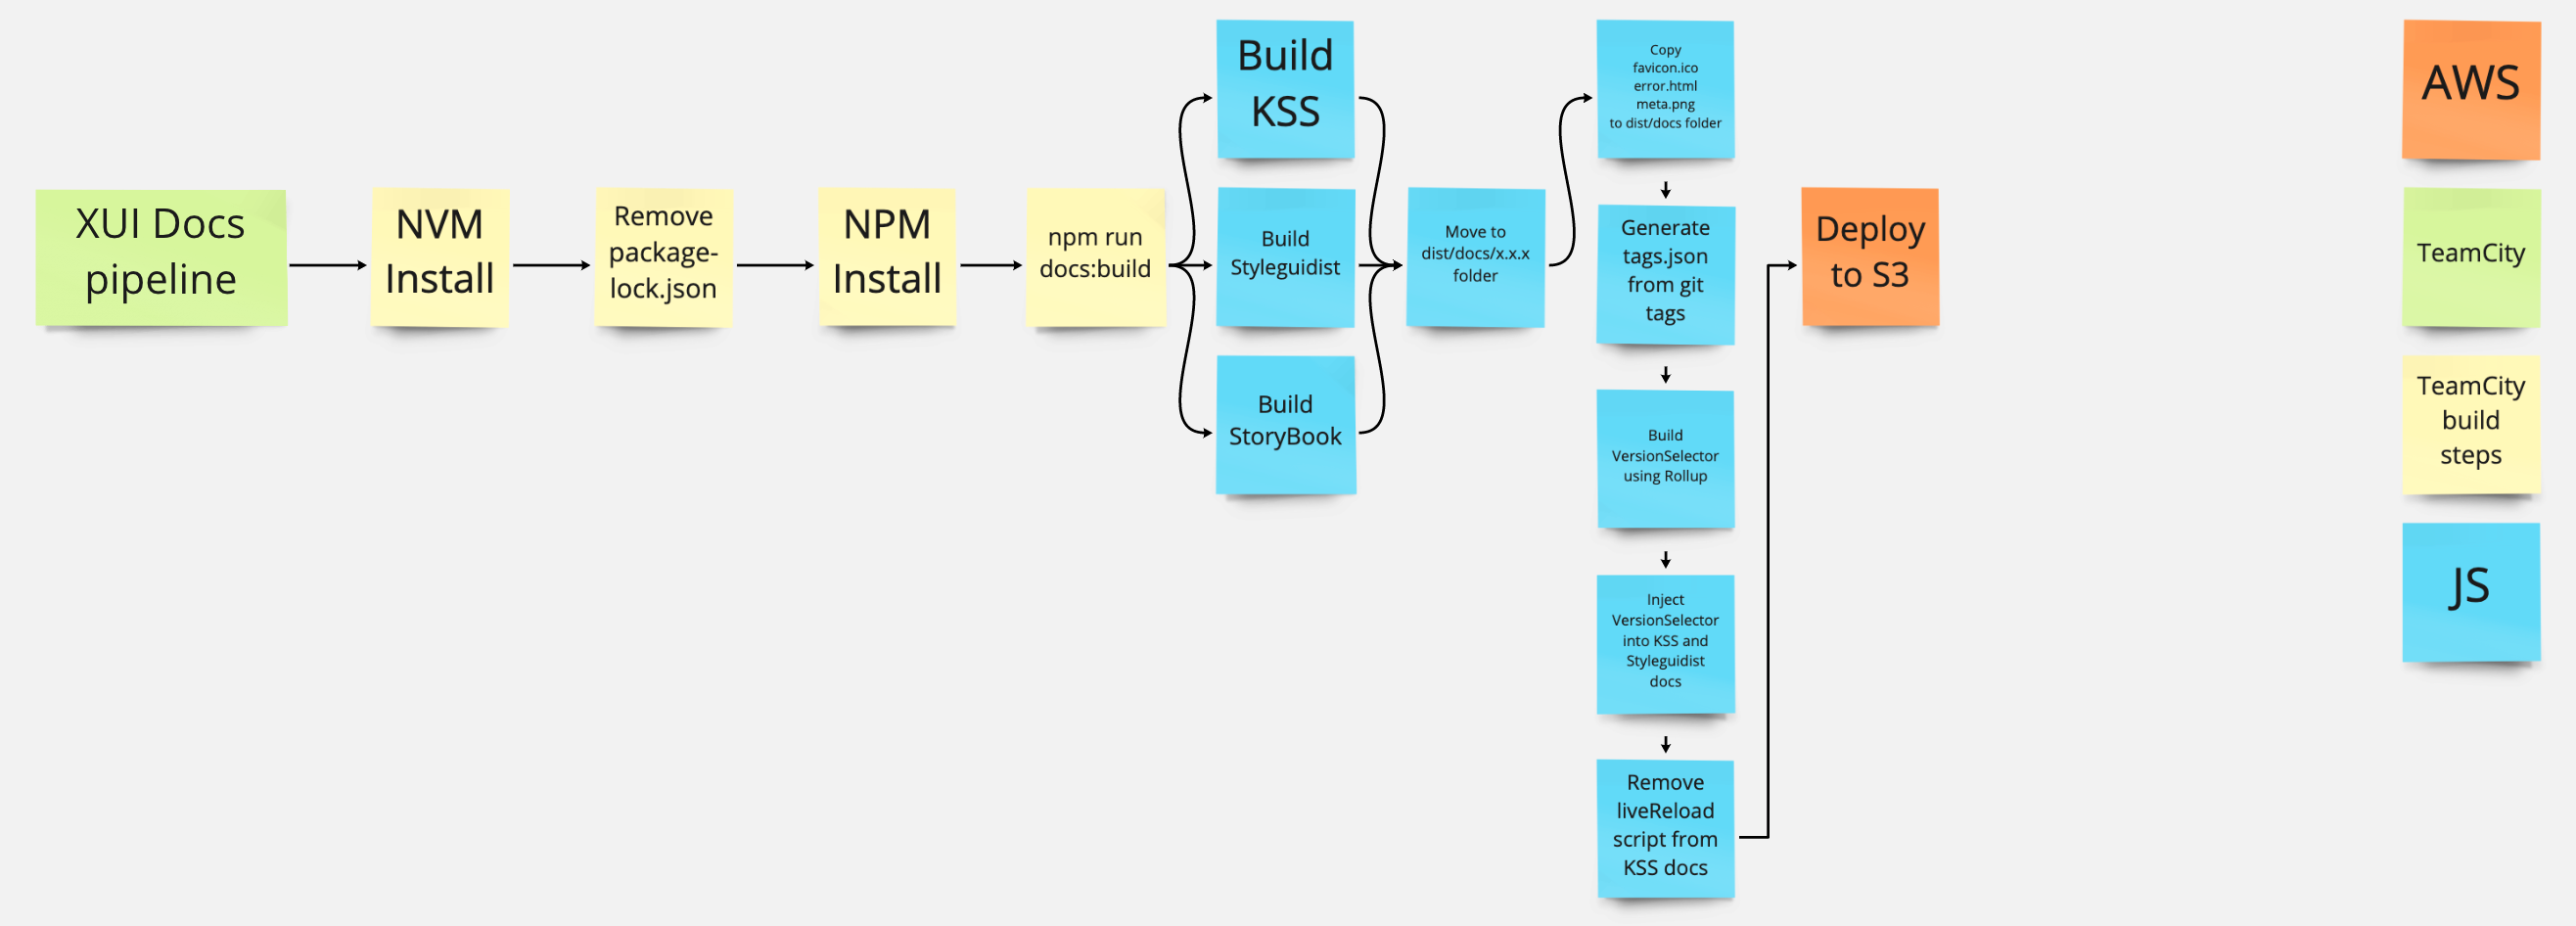 XUI Docs
pipeline
NVM
Install
Remove
package-
lock.json
NPM
Install
npm run
docs:build
Build
KSS
Build
Styleguidist
Build
StoryBook
Move to
dist/docs/x.x.x
folder
Copy
favicon.ico
error.html
meta.png
to dist/docs folder
Generate
tags.json
from git
tags
Build
VersionSelector
using Rollup
Inject
VersionSelector
into KSS and
Styleguidist
docs
Remove
liveReload
script from
KSS docs
Deploy
to S3
AWS
TeamCity
TeamCity
build
steps
JS